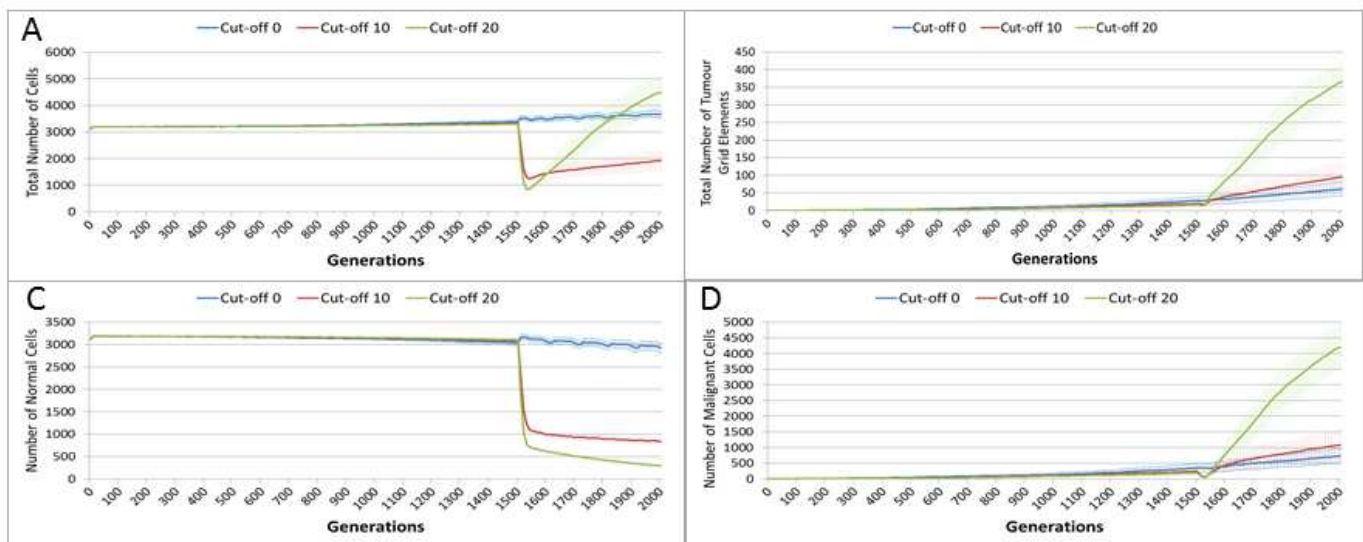 A
Cut-off 0 Cut-off 10 Cut-off 20
Total Number of Cells
6000
5000
4000
3000
2000
1000
0
0 100 200 300 400 500 600 700 800 900 1000 1100 1200 1300 1400 1500 1600 1700 1800 1900 2000
Generations
Cut-off 0 Cut-off 10 Cut-off 20
Total Number of Tumour
Grid Elements
450
400
350
300
250
200
150
100
50
0
0 100 200 300 400 500 600 700 800 900 1000 1100 1200 1300 1400 1500 1600 1700 1800 1900 2000
Generations
C
Cut-off 0 Cut-off 10 Cut-off 20
Number of Normal Cells
3500
3000
2500
2000
1500
1000
500
0
0 100 200 300 400 500 600 700 800 900 1000 1100 1200 1300 1400 1500 1600 1700 1800 1900 2000
Generations
D
Cut-off 0 Cut-off 10 Cut-off 20
Number of Malignant Cells
5000
4500
4000
3500
3000
2500
2000
1500
1000
500
0
0 100 200 300 400 500 600 700 800 900 1000 1100 1200 1300 1400 1500 1600 1700 1800 1900 2000
Generations